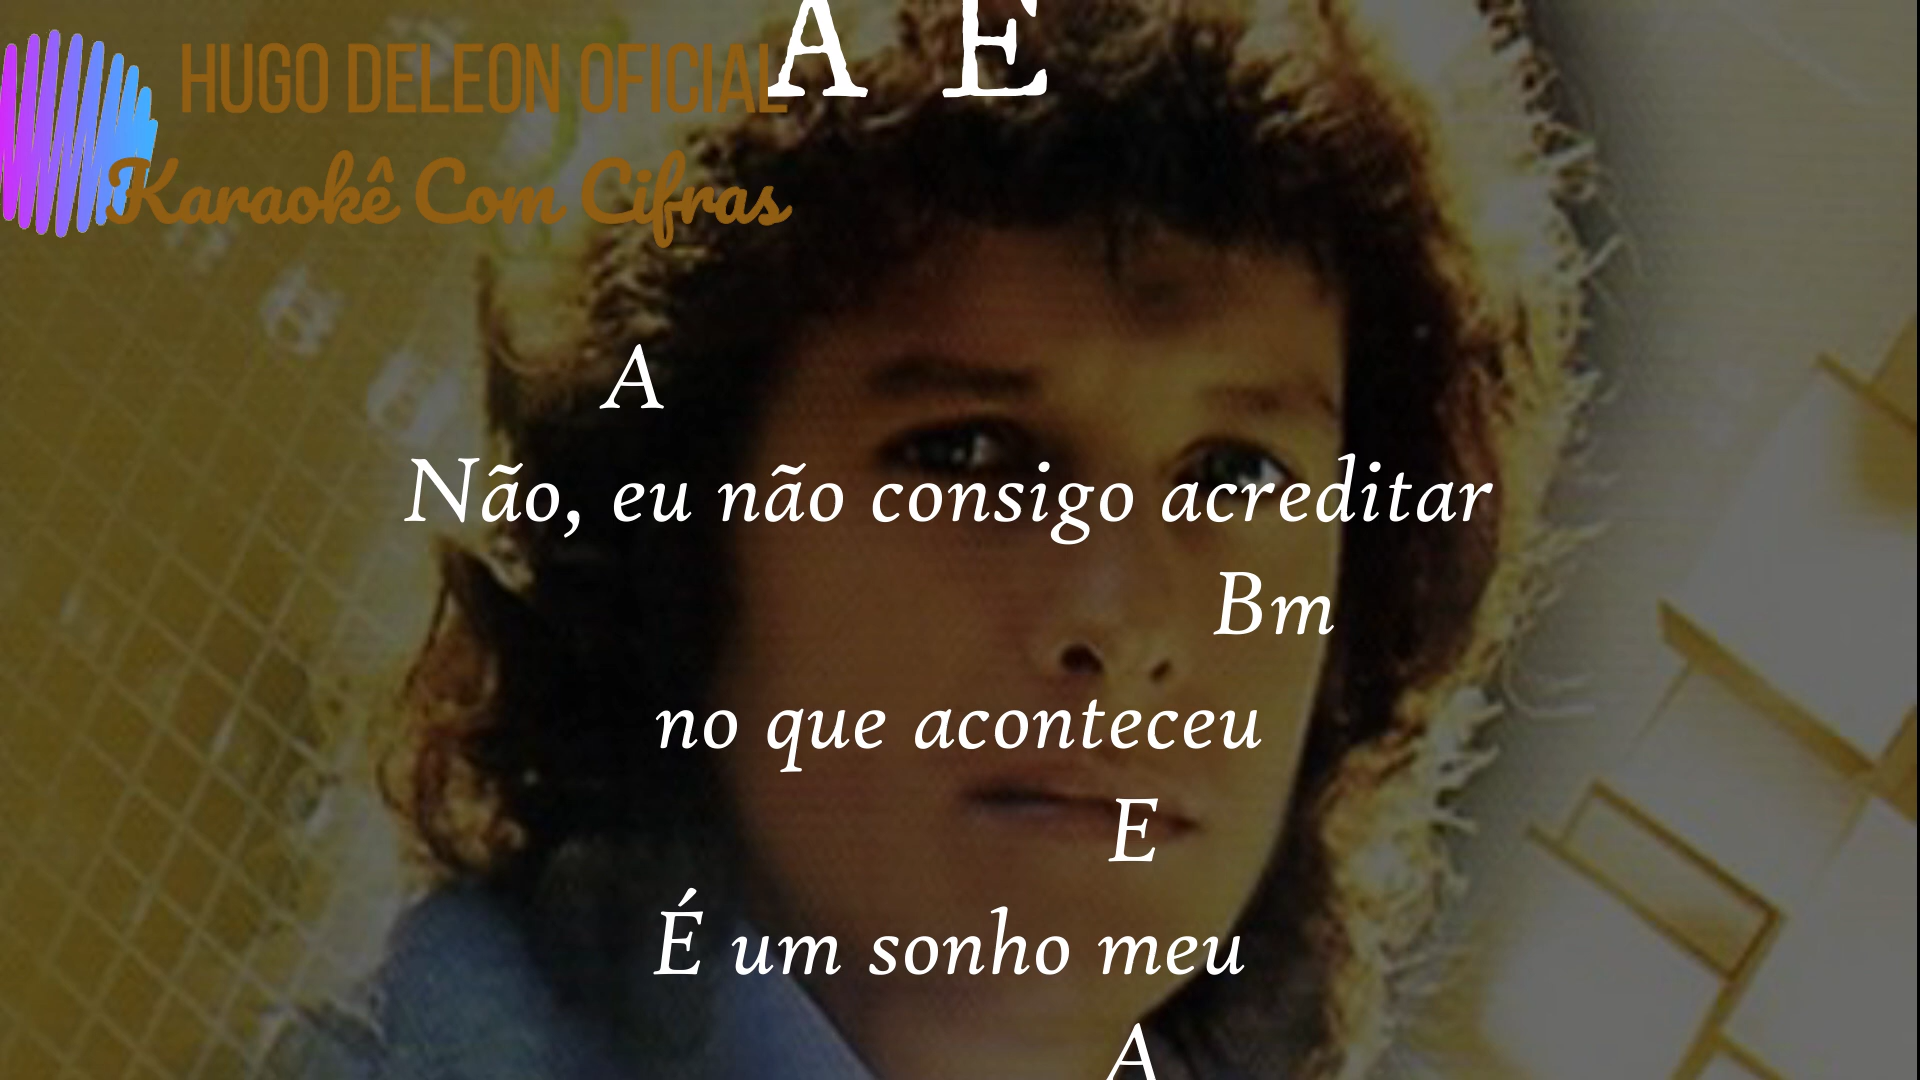 A E
HUGO DELEON OFICIAL
Karaokê Com Cifras
A
Não, eu não consigo acreditar
Bm
no que aconteceu
E
É um sonho meu
A